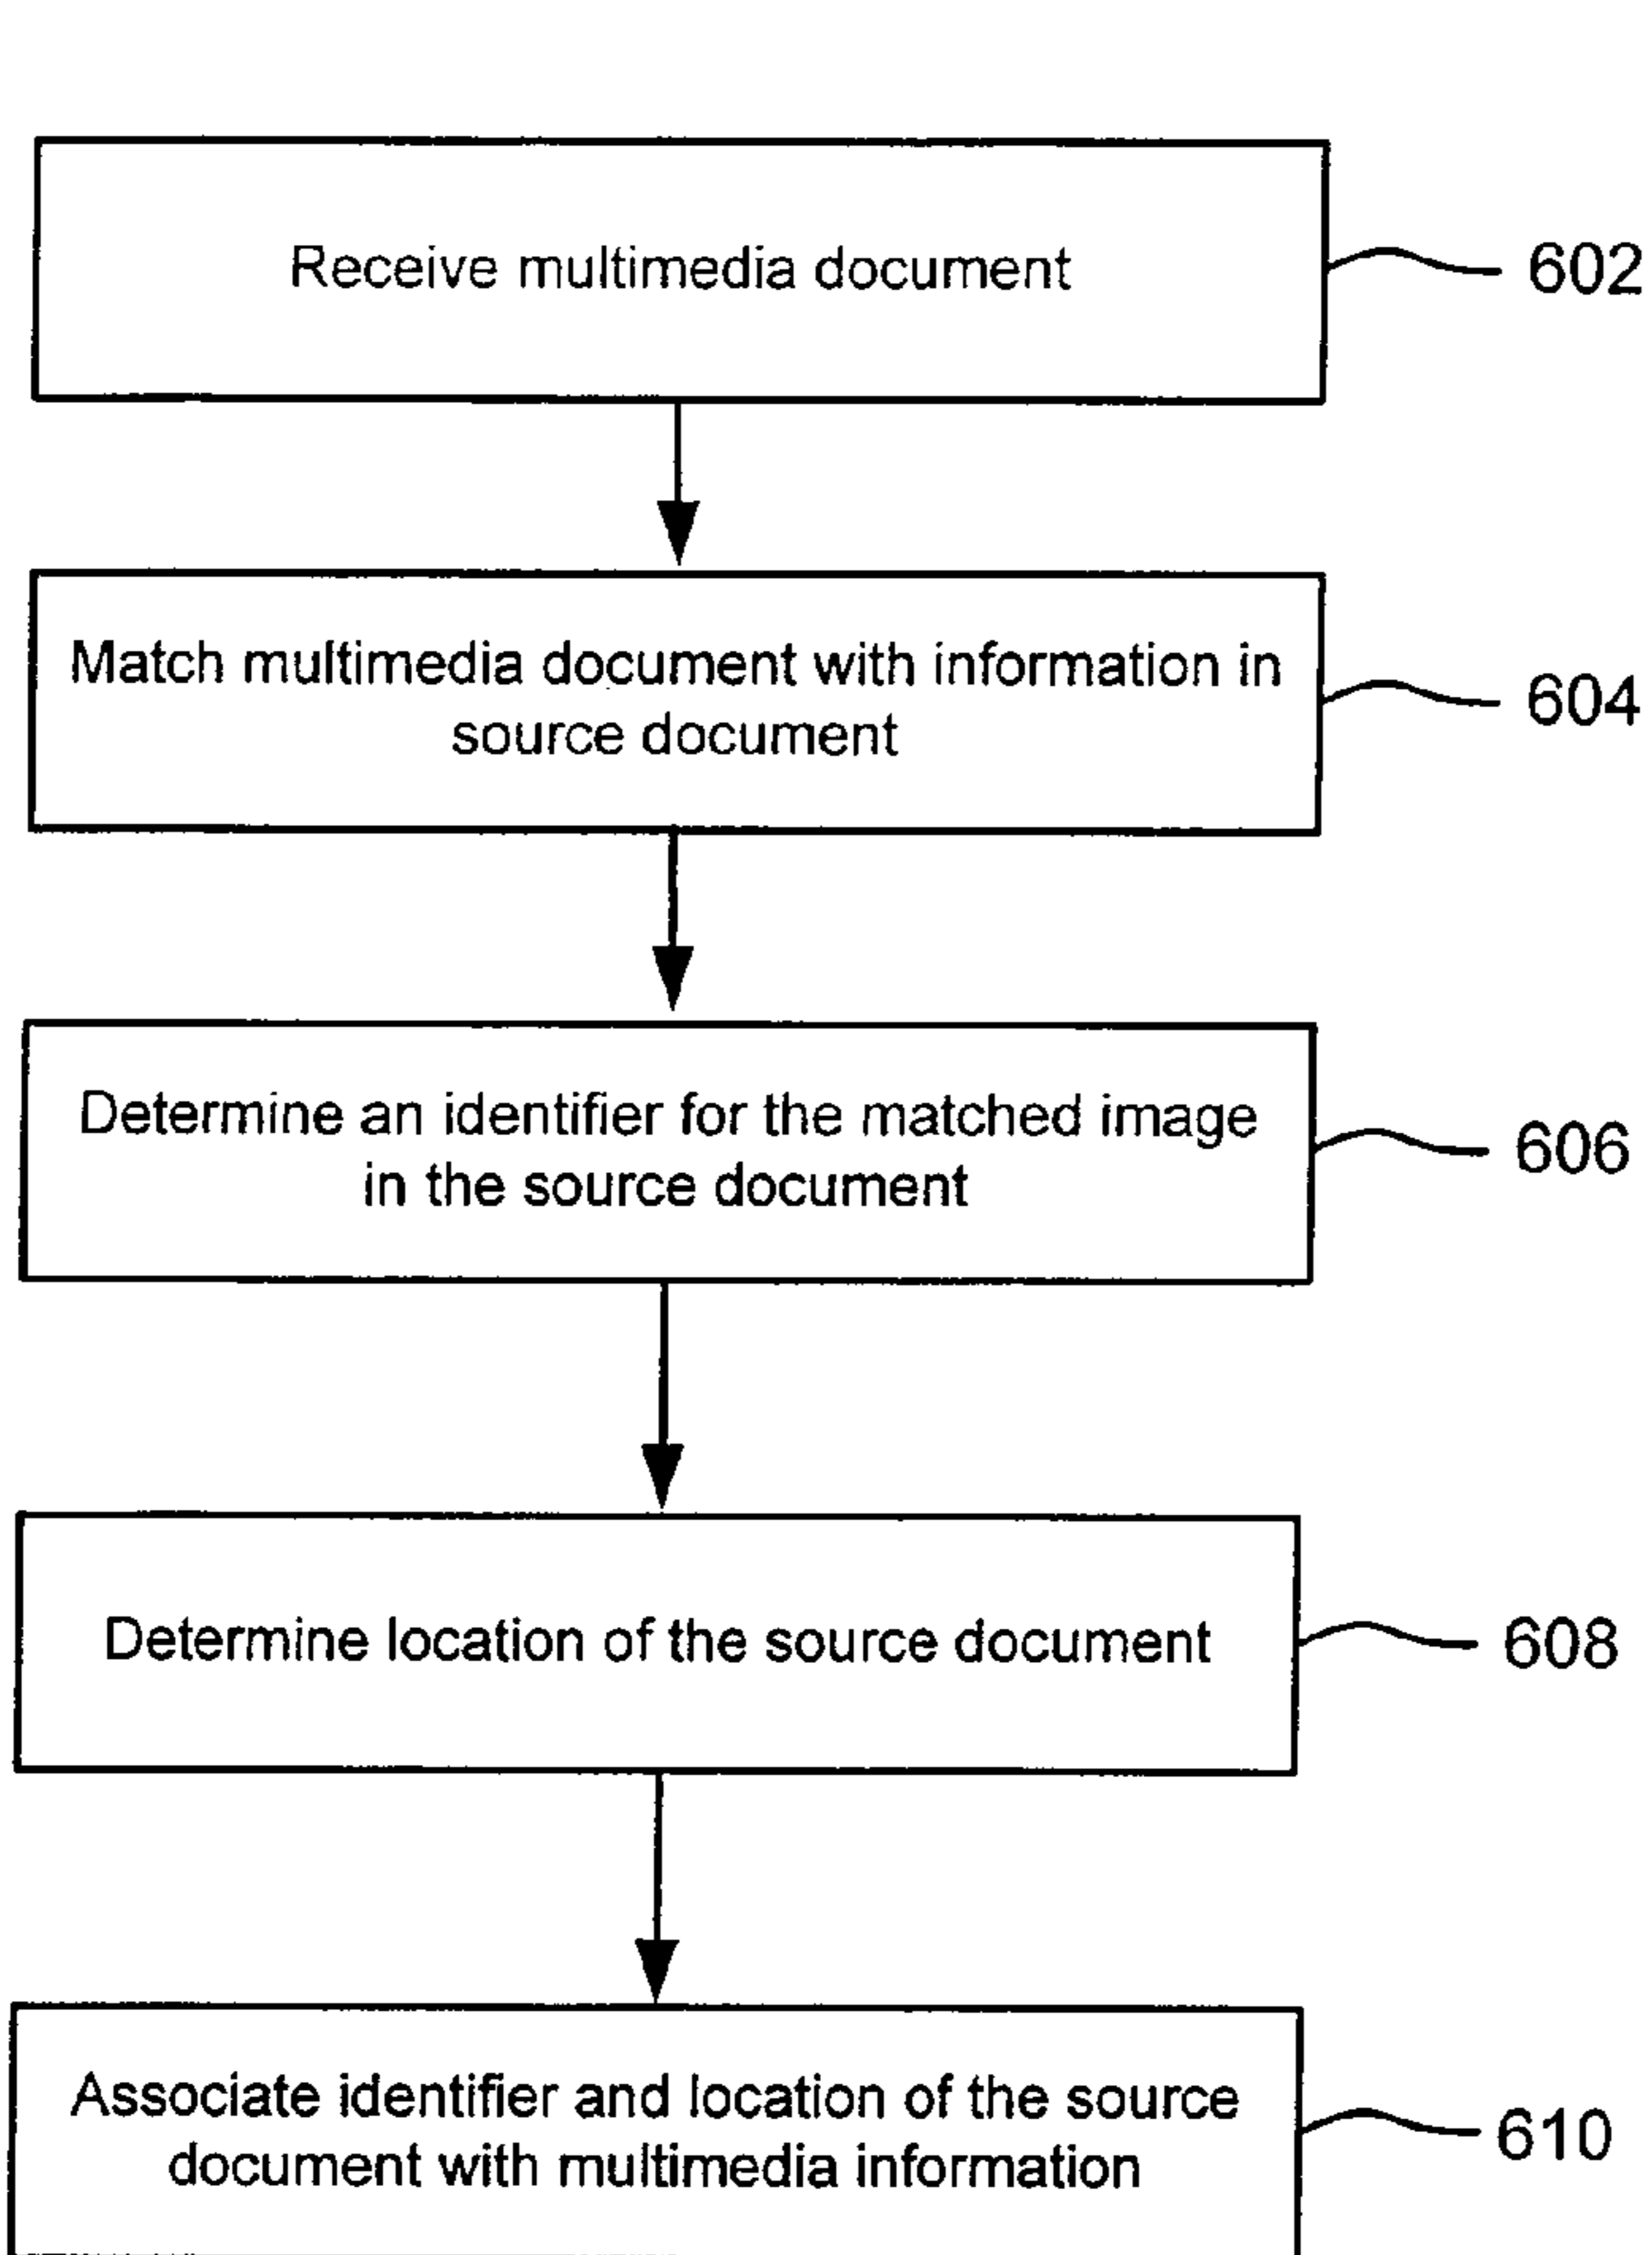 Receive multimedia document
602
Match multimedia document with information in
source document
604
Determine an identifier for the matched image
in the source document
606
Determine location of the source document
608
Associate identifier and location of the source
document with multimedia information
610